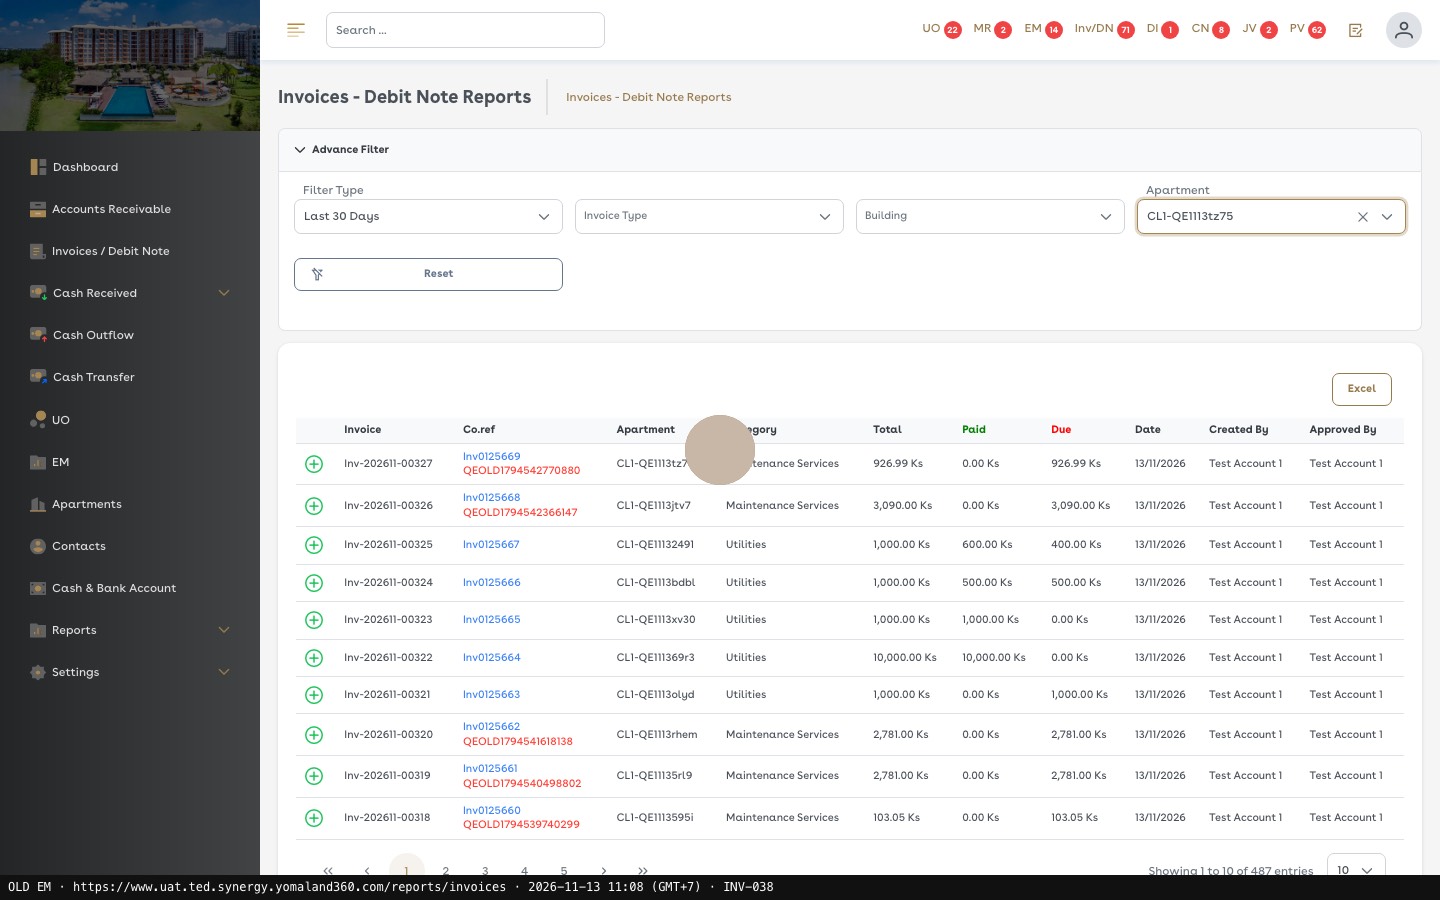 Search ...
UO 22 MR 2 EM 14 Inv/DN 71 DI 1 CN 8 JV 2 PV 62
Invoices - Debit Note Reports
Invoices - Debit Note Reports
Dashboard
Accounts Receivable
Invoices / Debit Note
Cash Received
Cash Outflow
Cash Transfer
UO
EM
Apartments
Contacts
Cash & Bank Account
Reports
Settings
Advance Filter
Filter Type
Apartment
Last 30 Days
Invoice Type
Building
CL1-QE1113tz75
Reset
Excel
Invoice Co.ref Apartment Total Paid Due Date Created By Approved By
Inv-202611-00327 Inv0125669 QEOLD1794542770880 Services 926.99 Ks 0.00 Ks 926.99 Ks 13/11/2026 Test Account 1 Test Account 1
Inv-202611-00326 Inv0125668 QEOLD1794542366147 CL1-QE1113jtv7 Maintenance Services 3,090.00 Ks 0.00 Ks 3,090.00 Ks 13/11/2026 Test Account 1 Test Account 1
Inv-202611-00325 Inv0125667 CL1-QE11132491 Utilities 1,000.00 Ks 600.00 Ks 400.00 Ks 13/11/2026 Test Account 1 Test Account 1
Inv-202611-00324 Inv0125666 CL1-QE1113bdbl Utilities 1,000.00 Ks 500.00 Ks 500.00 Ks 13/11/2026 Test Account 1 Test Account 1
Inv-202611-00323 Inv0125665 CL1-QE1113xv30 Utilities 1,000.00 Ks 1,000.00 Ks 0.00 Ks 13/11/2026 Test Account 1 Test Account 1
Inv-202611-00322 Inv0125664 CL1-QE111369r3 Utilities 10,000.00 Ks 10,000.00 Ks 0.00 Ks 13/11/2026 Test Account 1 Test Account 1
Inv-202611-00321 Inv0125663 CL1-QE1113olyd Utilities 1,000.00 Ks 0.00 Ks 1,000.00 Ks 13/11/2026 Test Account 1 Test Account 1
Inv-202611-00320 Inv0125662 QEOLD1794541618138 CL1-QE1113rhem Maintenance Services 2,781.00 Ks 0.00 Ks 2,781.00 Ks 13/11/2026 Test Account 1 Test Account 1
Inv-202611-00319 Inv0125661 QEOLD1794540498802 CL1-QE11135rl9 Maintenance Services 2,781.00 Ks 0.00 Ks 2,781.00 Ks 13/11/2026 Test Account 1 Test Account 1
Inv-202611-00318 Inv0125660 QEOLD1794539740299 CL1-QE1113595i Maintenance Services 103.05 Ks 0.00 Ks 103.05 Ks 13/11/2026 Test Account 1 Test Account 1
« ‹ 1 2 3 4 5 › » Showing 1 to 10 of 487 entries 10
OLD EM · https://www.uat.ted.synergy.yomaland360.com/reports/invoices · 2026-11-13 11:08 (GMT+7) · INV-038